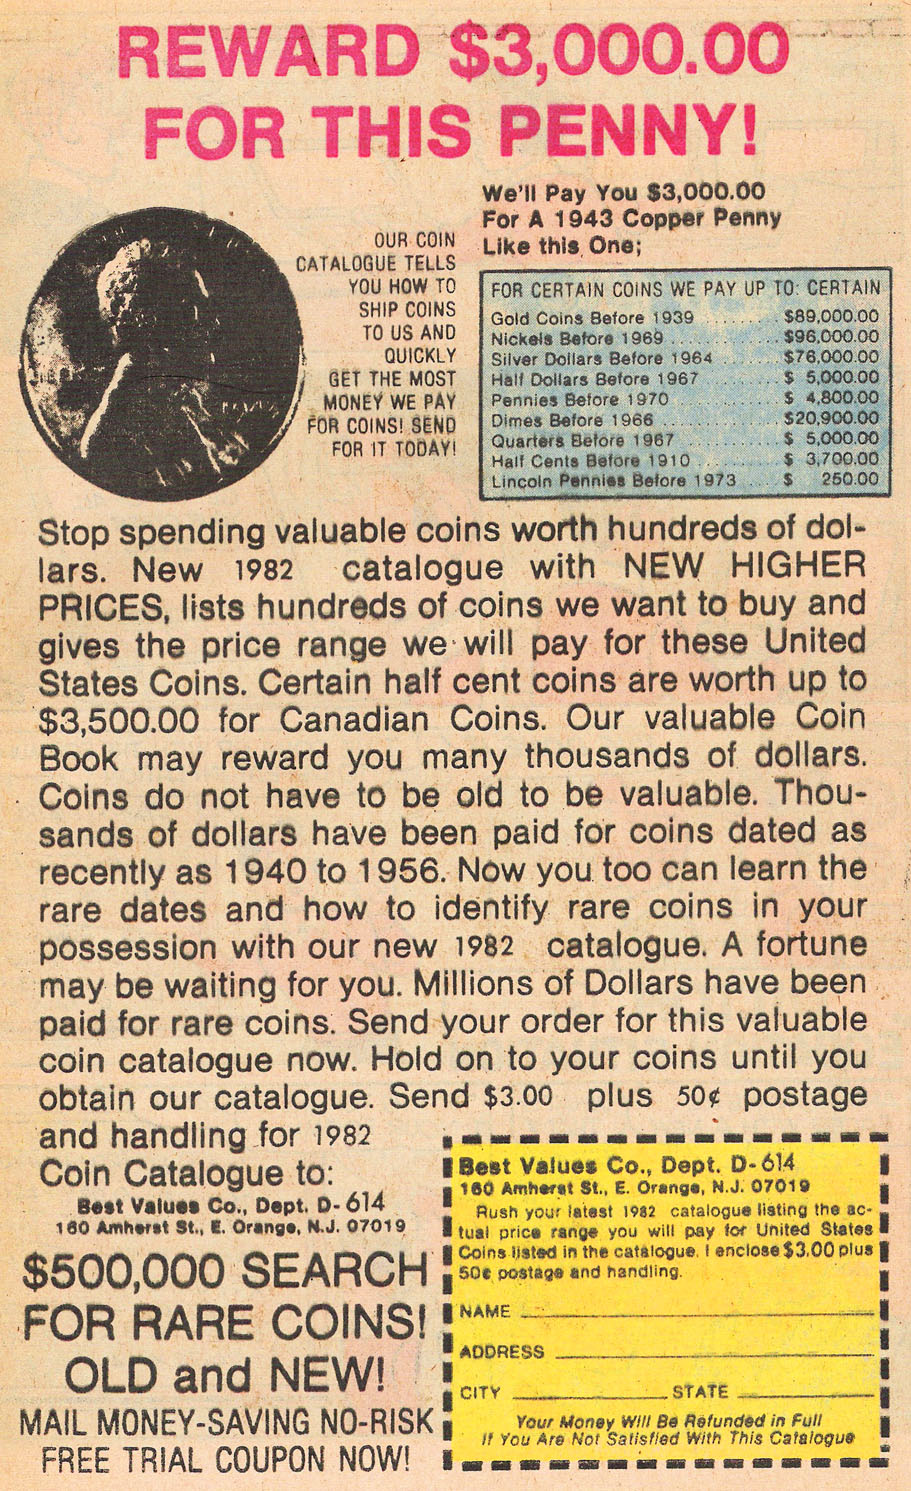 REWARD $3,000.00
FOR THIS PENNY!
We'll Pay You $3,000.00
For A 1943 Copper Penny
Like this One;
OUR COIN
CATALOGUE TELLS
YOU HOW TO
SHIP COINS
TO US AND
QUICKLY
GET THE MOST
MONEY WE PAY
FOR COINS! SEND
FOR IT TODAY!
FOR CERTAIN COINS WE PAY UP TO: CERTAIN
Gold Coins Before 1939 ........ $89,000.00
Nickels Before 1969 ............ $96,000.00
Silver Dollars Before 1964 ...... $76,000.00
Half Dollars Before 1967 ........ $ 5,000.00
Pennies Before 1970 ........... $ 4,800.00
Dimes Before 1966 ............ $20,900.00
Quarters Before 1967 .......... $ 5,000.00
Half Cents Before 1910 ........ $ 3,700.00
Lincoln Pennies Before 1973 .... $ 250.00
Stop spending valuable coins worth hundreds of dol-
lars. New 1982 catalogue with NEW HIGHER
PRICES, lists hundreds of coins we want to buy and
gives the price range we will pay for these United
States Coins. Certain half cent coins are worth up to
$3,500.00 for Canadian Coins. Our valuable Coin
Book may reward you many thousands of dollars.
Coins do not have to be old to be valuable. Thou-
sands of dollars have been paid for coins dated as
recently as 1940 to 1956. Now you too can learn the
rare dates and how to identify rare coins in your
possession with our new 1982 catalogue. A fortune
may be waiting for you. Millions of Dollars have been
paid for rare coins. Send your order for this valuable
coin catalogue now. Hold on to your coins until you
obtain our catalogue. Send $3.00 plus 50¢ postage
and handling for 1982
Coin Catalogue to:
Best Values Co., Dept. D-614
160 Amherst St., E. Orange, N.J. 07019
$500,000 SEARCH
FOR RARE COINS!
OLD and NEW!
MAIL MONEY-SAVING NO-RISK
FREE TRIAL COUPON NOW!
Best Values Co., Dept. D-614
160 Amherst St., E. Orange, N.J. 07019
Rush your latest 1982 catalogue listing the ac-
tual price range you will pay for United States
Coins listed in the catalogue. I enclose $3.00 plus
50¢ postage and handling.
NAME
ADDRESS
CITY STATE
Your Money Will Be Refunded in Full
If You Are Not Satisfied With This Catalogue